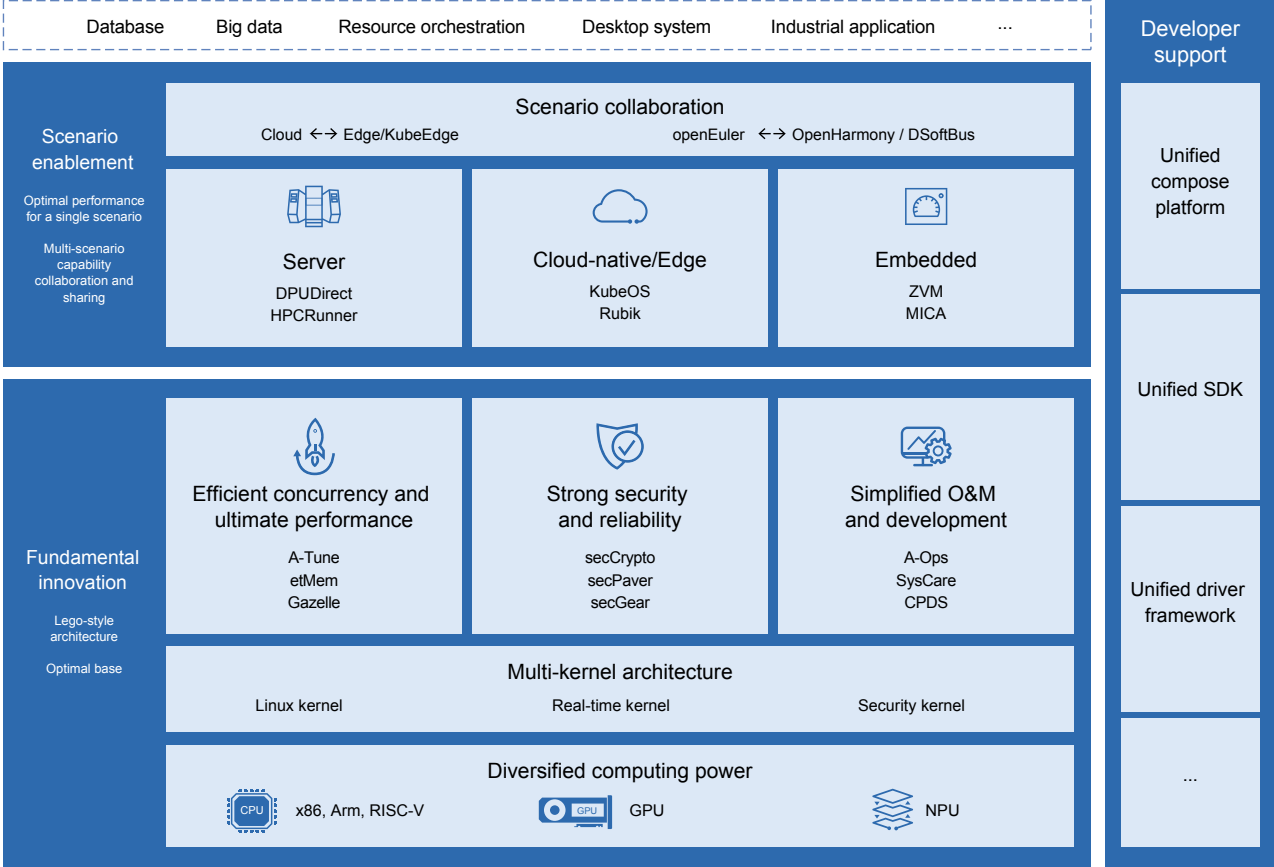 Database Big data Resource orchestration Desktop system Industrial application ...
Scenario
enablement
Optimal performance
for a single scenario
Multi-scenario
capability
collaboration and
sharing
Scenario collaboration
Cloud <--> Edge/KubeEdge openEuler <--> OpenHarmony / DSoftBus
Server
DPUDirect
HPCRunner
Cloud-native/Edge
KubeOS
Rubik
Embedded
ZVM
MICA
Fundamental
innovation
Lego-style
architecture
Optimal base
Efficient concurrency and
ultimate performance
A-Tune
etMem
Gazelle
Strong security
and reliability
secCrypto
secPaver
secGear
Simplified O&M
and development
A-Ops
SysCare
CPDS
Multi-kernel architecture
Linux kernel Real-time kernel Security kernel
Diversified computing power
CPU x86, Arm, RISC-V GPU GPU NPU
Developer
support
Unified
compose
platform
Unified SDK
Unified driver
framework
...